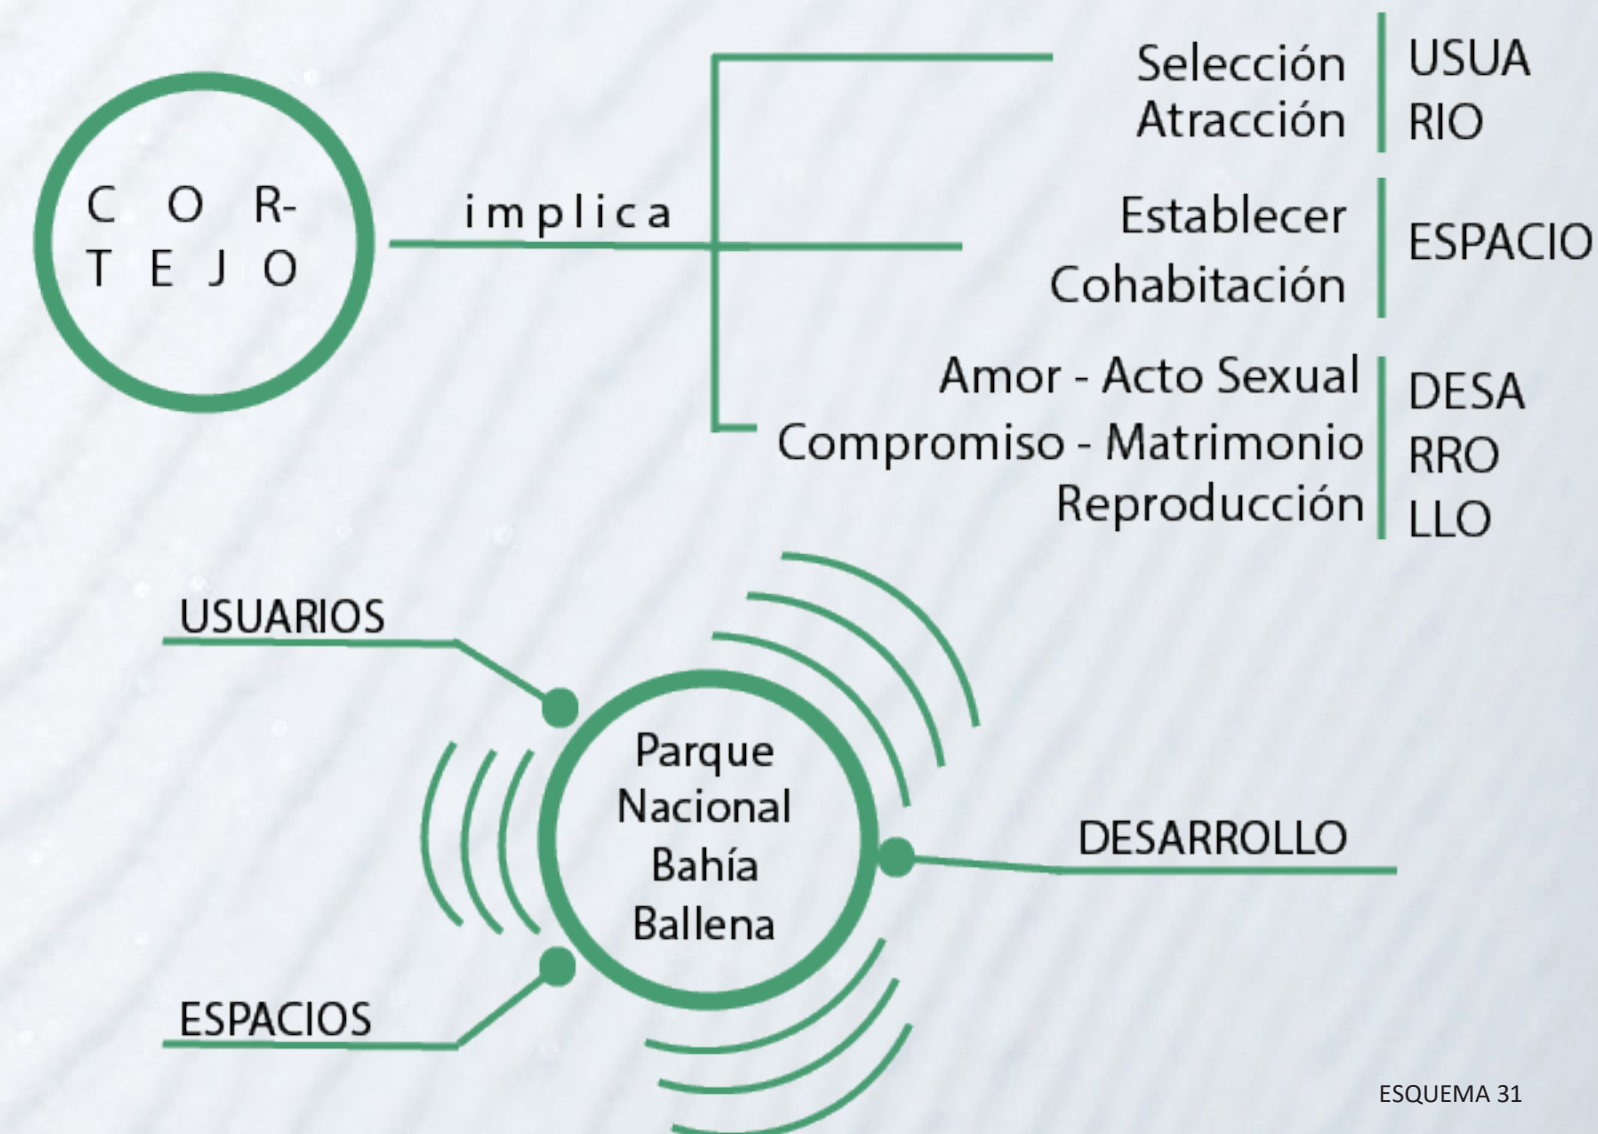 C O R-
T E J O
implica
Selección
Atracción
USUA
RIO
Establecer
Cohabitación
ESPACIO
Amor - Acto Sexual
Compromiso - Matrimonio
Reproducción
DESA
RRO
LLO
USUARIOS
Parque
Nacional
Bahía
Ballena
DESARROLLO
ESPACIOS
ESQUEMA 31